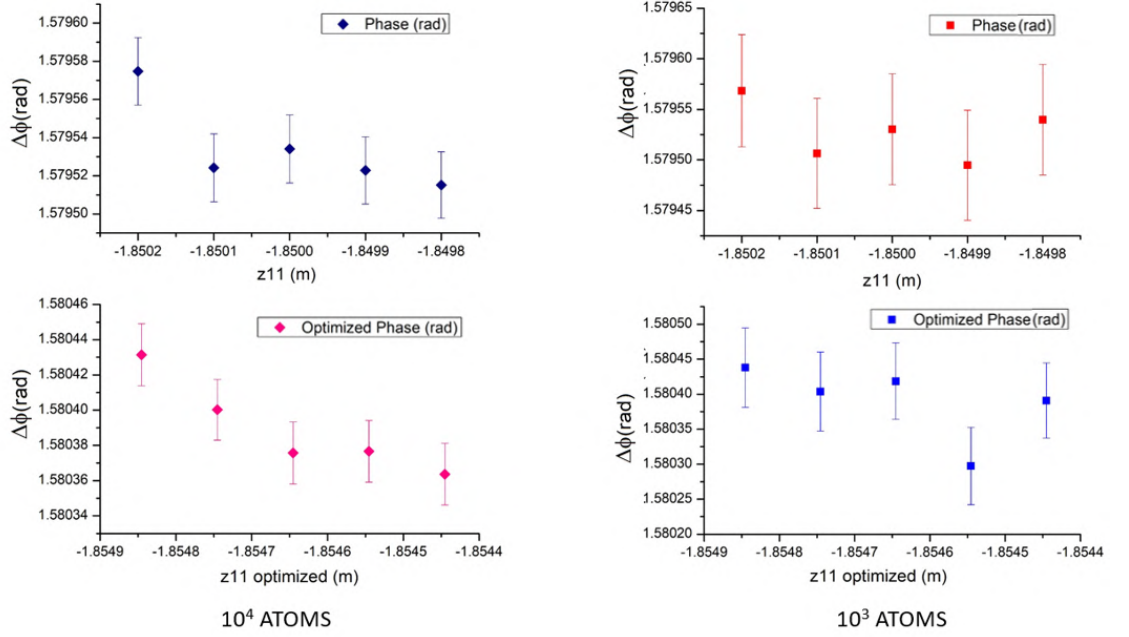 Phase (rad)
Δϕ(rad)
1.57960
1.57958
1.57956
1.57954
1.57952
1.57950
-1.8502 -1.8501 -1.8500 -1.8499 -1.8498
z11 (m)
Phase (rad)
Δϕ(rad)
1.57965
1.57960
1.57955
1.57950
1.57945
-1.8502 -1.8501 -1.8500 -1.8499 -1.8498
z11 (m)
Optimized Phase (rad)
Δϕ(rad)
1.58046
1.58044
1.58042
1.58040
1.58038
1.58036
1.58034
-1.8549 -1.8548 -1.8547 -1.8546 -1.8545 -1.8544
z11 optimized (m)
Optimized Phase (rad)
Δϕ(rad)
1.58050
1.58045
1.58040
1.58035
1.58030
1.58025
1.58020
-1.8549 -1.8548 -1.8547 -1.8546 -1.8545 -1.8544
z11 optimized (m)
10⁴ ATOMS
10³ ATOMS